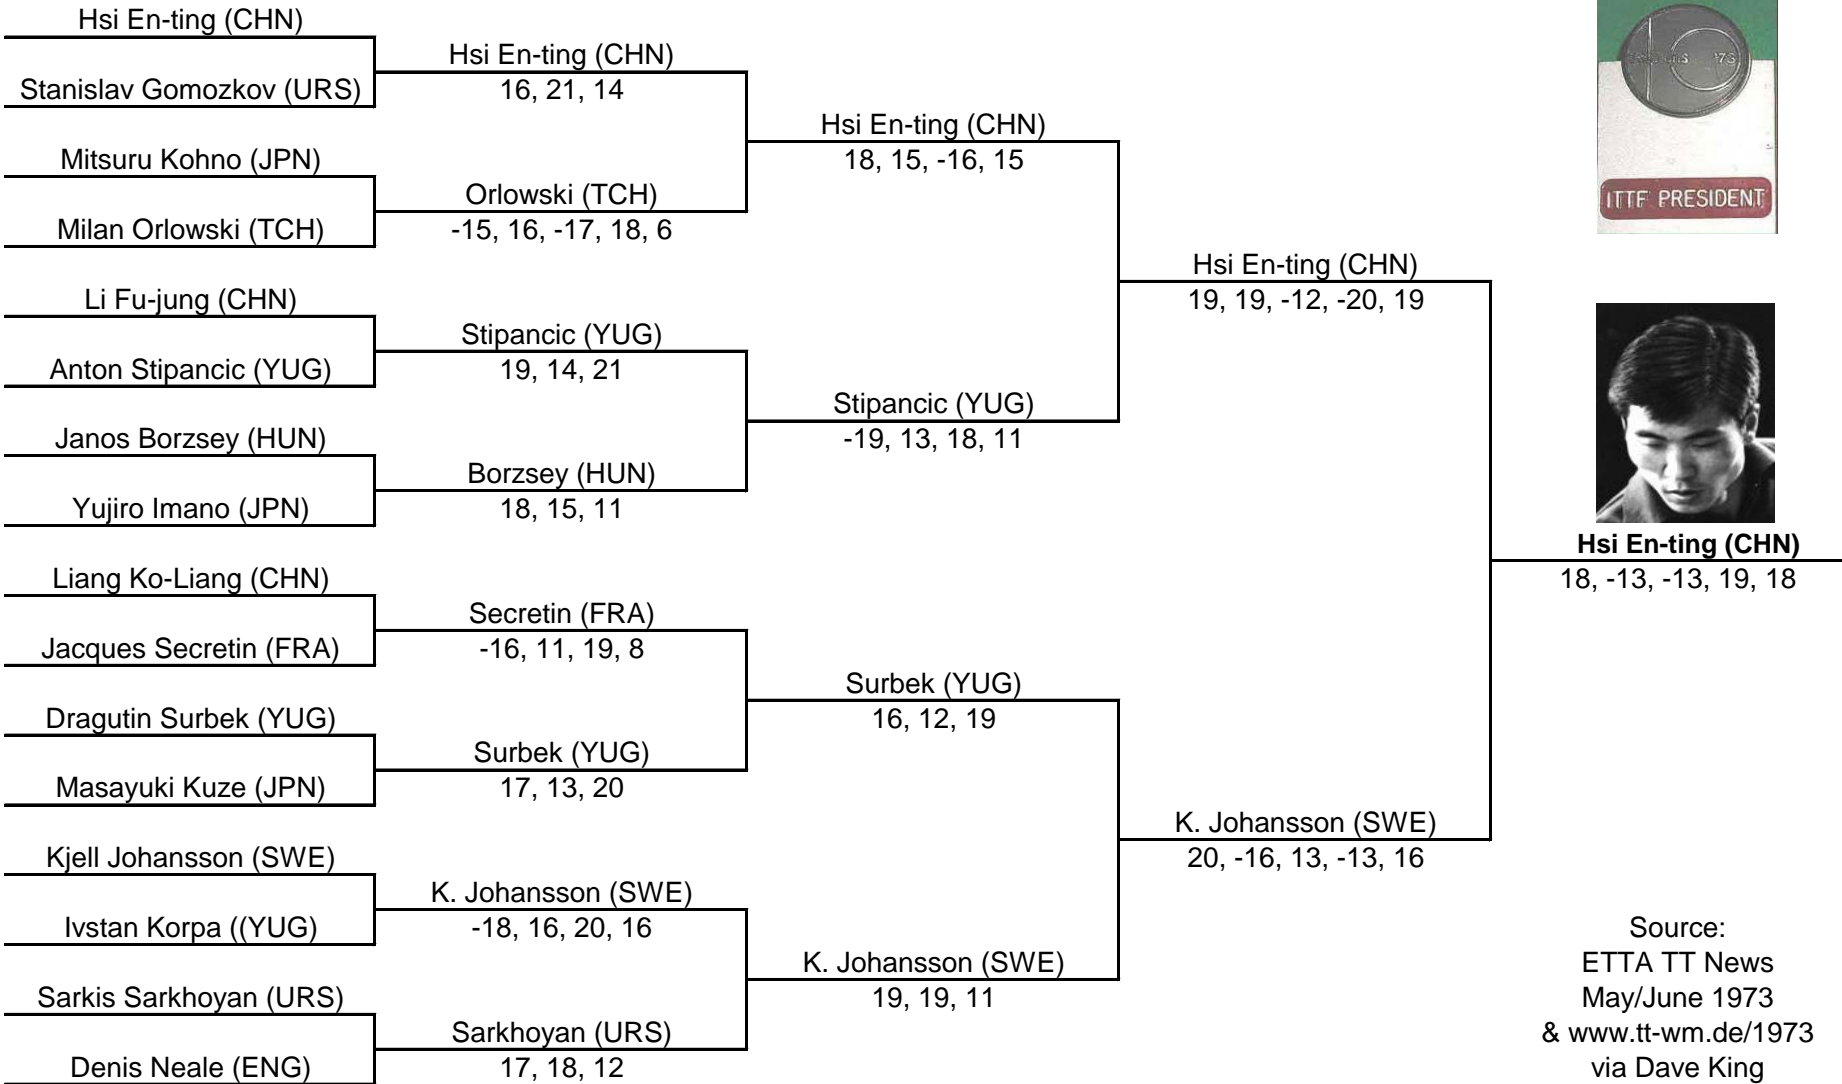 Hsi En-ting (CHN)
Stanislav Gomozkov (URS)
Mitsuru Kohno (JPN)
Milan Orlowski (TCH)
Li Fu-jung (CHN)
Anton Stipancic (YUG)
Janos Borzsey (HUN)
Yujiro Imano (JPN)
Liang Ko-Liang (CHN)
Jacques Secretin (FRA)
Dragutin Surbek (YUG)
Masayuki Kuze (JPN)
Kjell Johansson (SWE)
Ivstan Korpa ((YUG)
Sarkis Sarkhoyan (URS)
Denis Neale (ENG)
Hsi En-ting (CHN)
16, 21, 14
Orlowski (TCH)
-15, 16, -17, 18, 6
Stipancic (YUG)
19, 14, 21
Borzsey (HUN)
18, 15, 11
Secretin (FRA)
-16, 11, 19, 8
Surbek (YUG)
17, 13, 20
K. Johansson (SWE)
-18, 16, 20, 16
Sarkhoyan (URS)
17, 18, 12
Hsi En-ting (CHN)
18, 15, -16, 15
Stipancic (YUG)
-19, 13, 18, 11
Surbek (YUG)
16, 12, 19
K. Johansson (SWE)
19, 19, 11
Hsi En-ting (CHN)
19, 19, -12, -20, 19
K. Johansson (SWE)
20, -16, 13, -13, 16
'73
ITTF PRESIDENT
Hsi En-ting (CHN)
18, -13, -13, 19, 18
Source:
ETTA TT News
May/June 1973
& www.tt-wm.de/1973
via Dave King